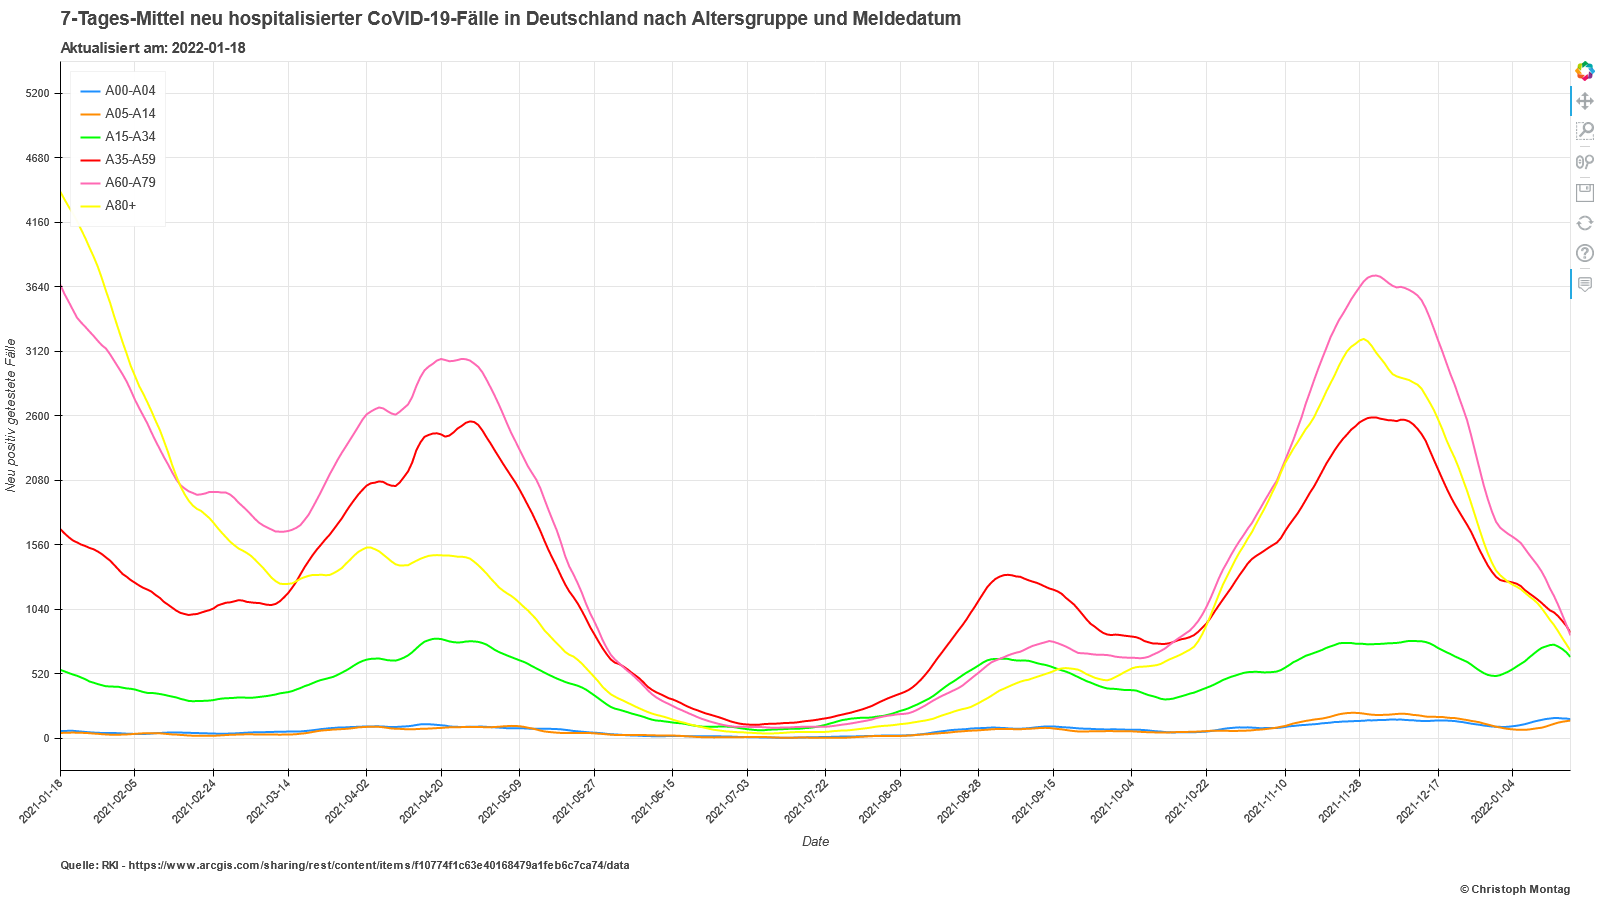 7-Tages-Mittel neu hospitalisierter CoVID-19-Fälle in Deutschland nach Altersgruppe und Meldedatum
Aktualisiert am: 2022-01-18
A00-A04
A05-A14
A15-A34
A35-A59
A60-A79
A80+
Neu positiv getestete Fälle
5200
4680
4160
3640
3120
2600
2080
1560
1040
520
0
2021-01-18
2021-02-05
2021-02-24
2021-03-14
2021-04-02
2021-04-20
2021-05-09
2021-05-27
2021-06-15
2021-07-03
2021-07-22
2021-08-09
2021-08-28
2021-09-15
2021-10-04
2021-10-22
2021-11-10
2021-11-28
2021-12-17
2022-01-04
Date
Quelle: RKI - https://www.arcgis.com/sharing/rest/content/items/f10774f1c63e40168479a1feb6c7ca74/data
© Christoph Montag